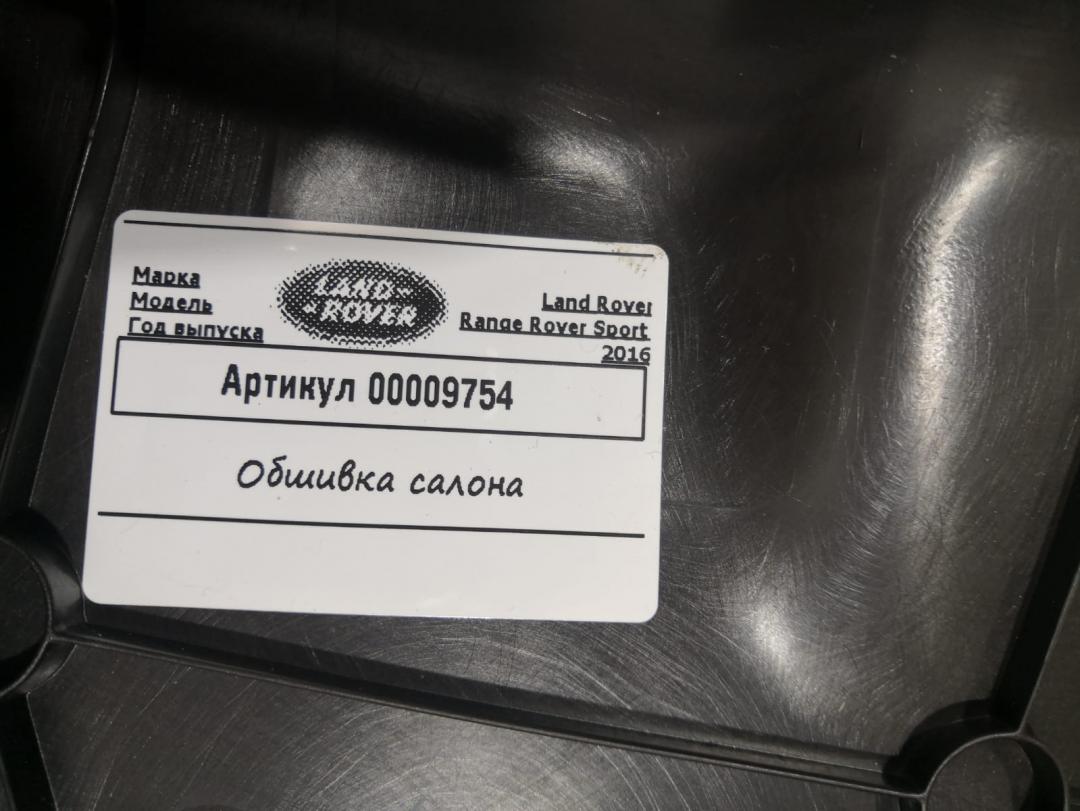 Марка
Модель
Год выпуска
LAND-
-ROVER
Land Rover
Range Rover Sport
2016
Артикул 00009754
Обшивка салона